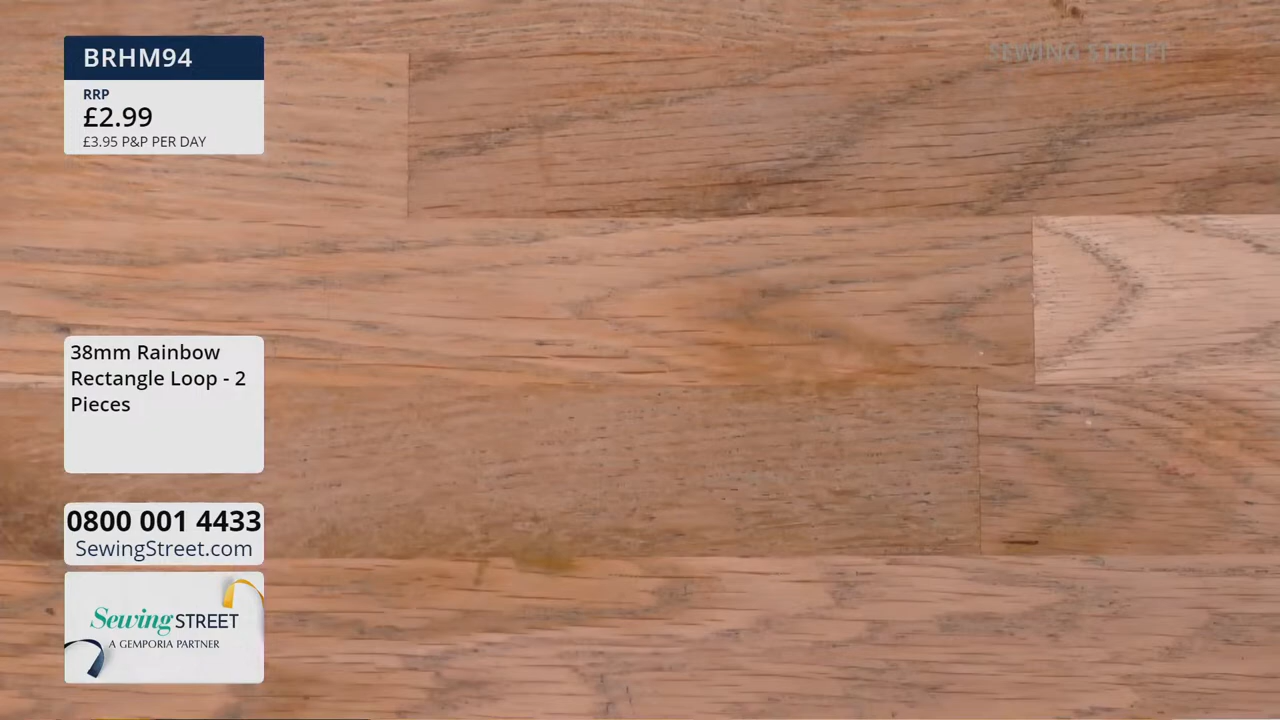 BRHM94
RRP
£2.99
£3.95 P&P PER DAY
SEWING STREET
38mm Rainbow
Rectangle Loop - 2
Pieces
0800 001 4433
SewingStreet.com
Sewing STREET
A GEMPORIA PARTNER